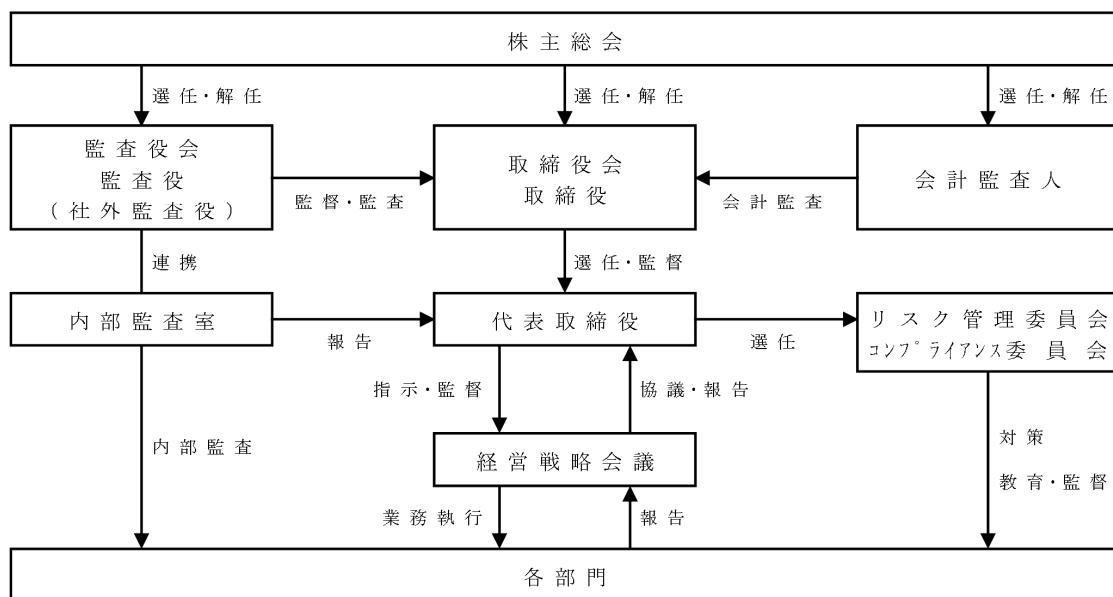 株主総会
選任・解任
選任・解任
選任・解任
監査役会
監査役
(社外監査役)
監督・監査
取締役会
取締役
会計監査
会計監査人
連携
選任・監督
内部監査室
報告
代表取締役
選任
リスク管理委員会
コンプライアンス委員会
指示・監督
協議・報告
内部監査
経営戦略会議
対策
教育・監督
業務執行
報告
各部門